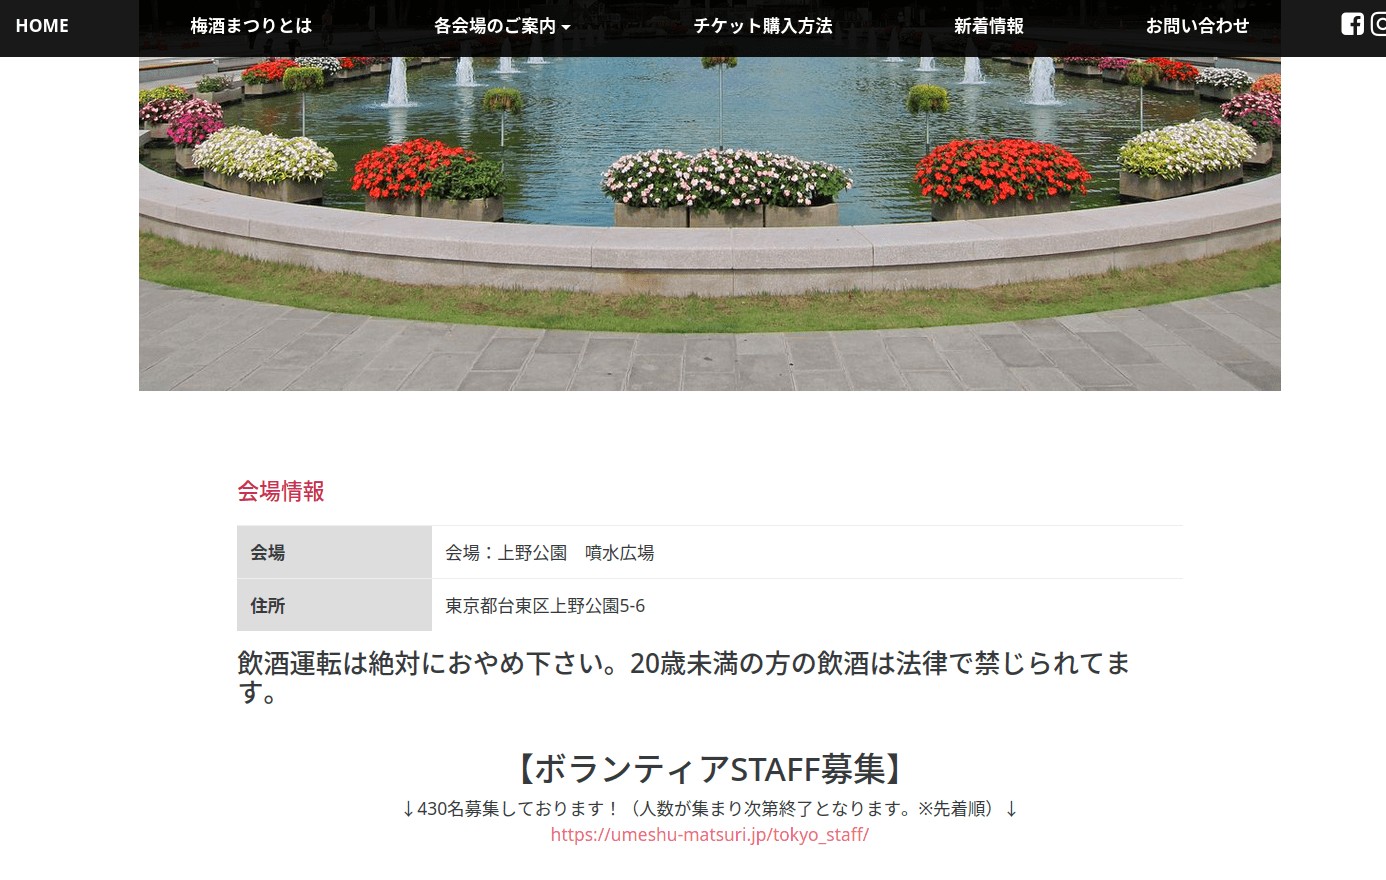 HOME 梅酒まつりとは 各会場のご案内 チケット購入方法 新着情報 お問い合わせ
会場情報
会場 会場：上野公園　噴水広場
住所 東京都台東区上野公園5-6
飲酒運転は絶対におやめ下さい。20歳未満の方の飲酒は法律で禁じられてま
す。
【ボランティアSTAFF募集】
↓430名募集しております！（人数が集まり次第終了となります。※先着順）↓
https://umeshu-matsuri.jp/tokyo_staff/